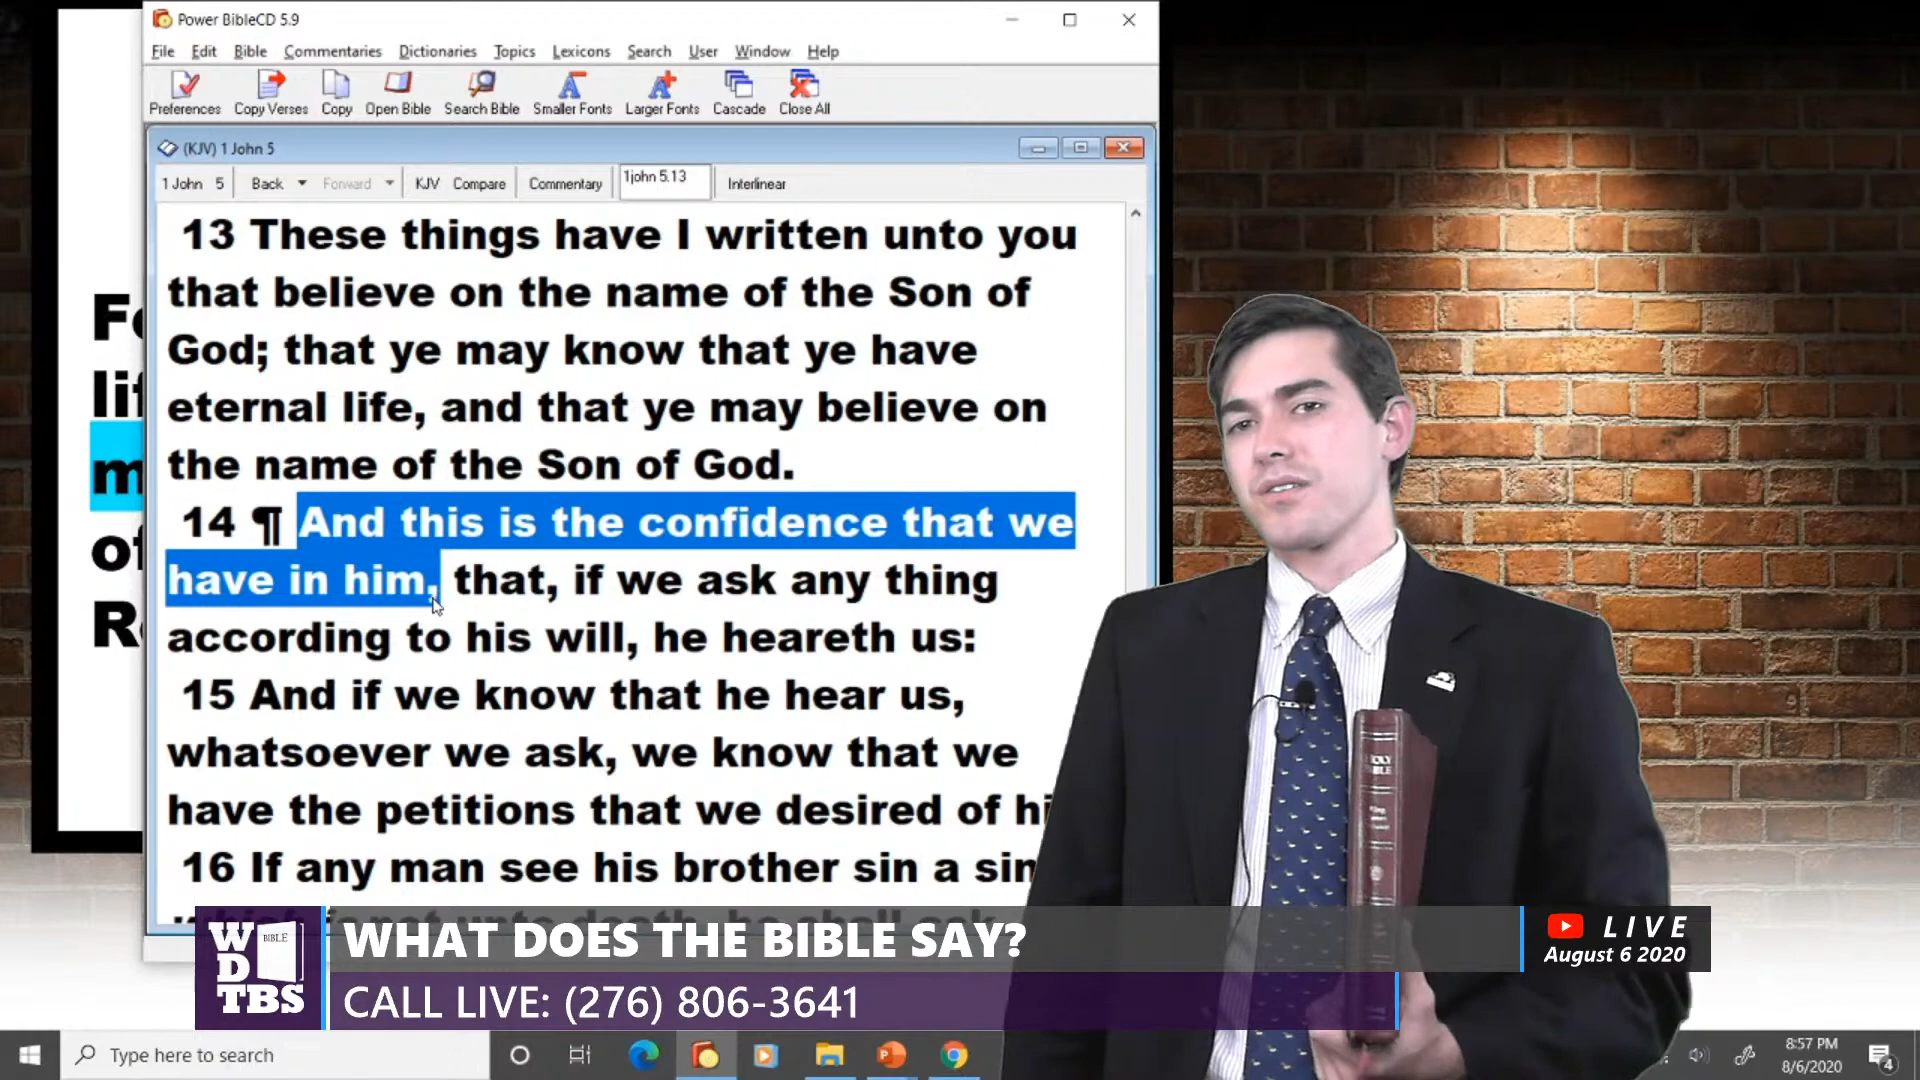 Power BibleCD 5.9
File Edit Bible Commentaries Dictionaries Topics Lexicons Search User Window Help
Preferences Copy Verses Copy Open Bible Search Bible Smaller Fonts Larger Fonts Cascade Close All
(KJV) 1 John 5
1 John 5 Back Forward KJV Compare Commentary 1john 5.13 Interlinear
13 These things have I written unto you
that believe on the name of the Son of
God; that ye may know that ye have
eternal life, and that ye may believe on
the name of the Son of God.
14 ¶ And this is the confidence that we
have in him, that, if we ask any thing
according to his will, he heareth us:
15 And if we know that he hear us,
whatsoever we ask, we know that we
have the petitions that we desired of
16 If any man see his brother sin a sin
HOLY
BIBLE
WD BIBLE
TBS
WHAT DOES THE BIBLE SAY?
CALL LIVE: (276) 806-3641
LIVE
August 6 2020
Type here to search
8:57 PM
8/6/2020
4